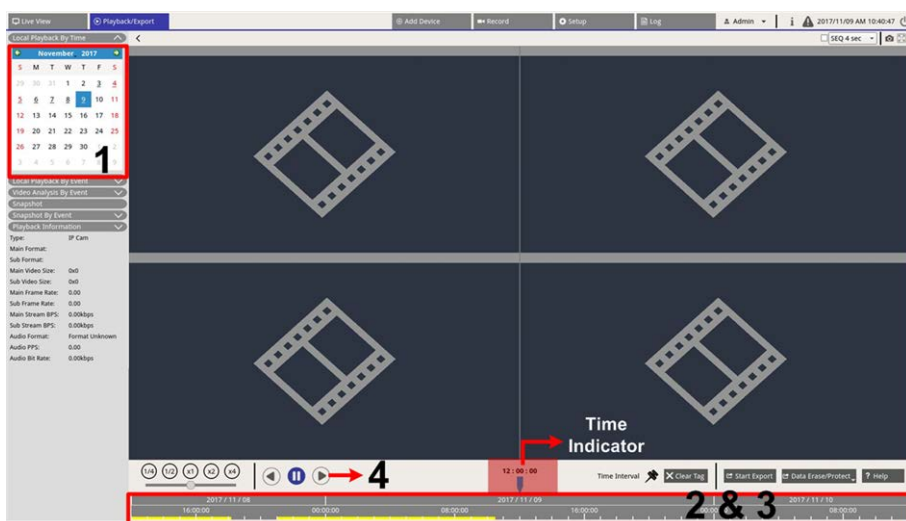 Live View
Playback/Export
Add Device
Record
Setup
Log
Admin
i
2017/11/09 AM 10:40:47
Local Playback By Time
SEQ 4 sec
November 2017
S M T W T F S
29 30 31 1 2 3 4
5 6 7 8 9 10 11
12 13 14 15 16 17 18
19 20 21 22 23 24 25
26 27 28 29 30 2
3 4 5 6 7 9
1
Local Playback By Event
Video Analysis By Event
Snapshot
Snapshot By Event
Playback Information
Type: IP Cam
Main Format:
Sub Format:
Main Video Size: 0x0
Sub Video Size: 0x0
Main Frame Rate: 0.00
Sub Frame Rate: 0.00
Main Stream BPS: 0.00kbps
Sub Stream BPS: 0.00kbps
Audio Format: Format Unknown
Audio PPS: 0.00
Audio Bit Rate: 0.00kbps
Time
Indicator
1/4 1/2 x1 x2 x4
4
12 : 00 : 00
Time Interval
Clear Tag
Start Export
Data Erase/Protect
? Help
2 & 3
2017 / 11 / 08
2017 / 11 / 09
2017 / 11 / 10
16:00:00
00:00:00
08:00:00
16:00:00
08:00:00